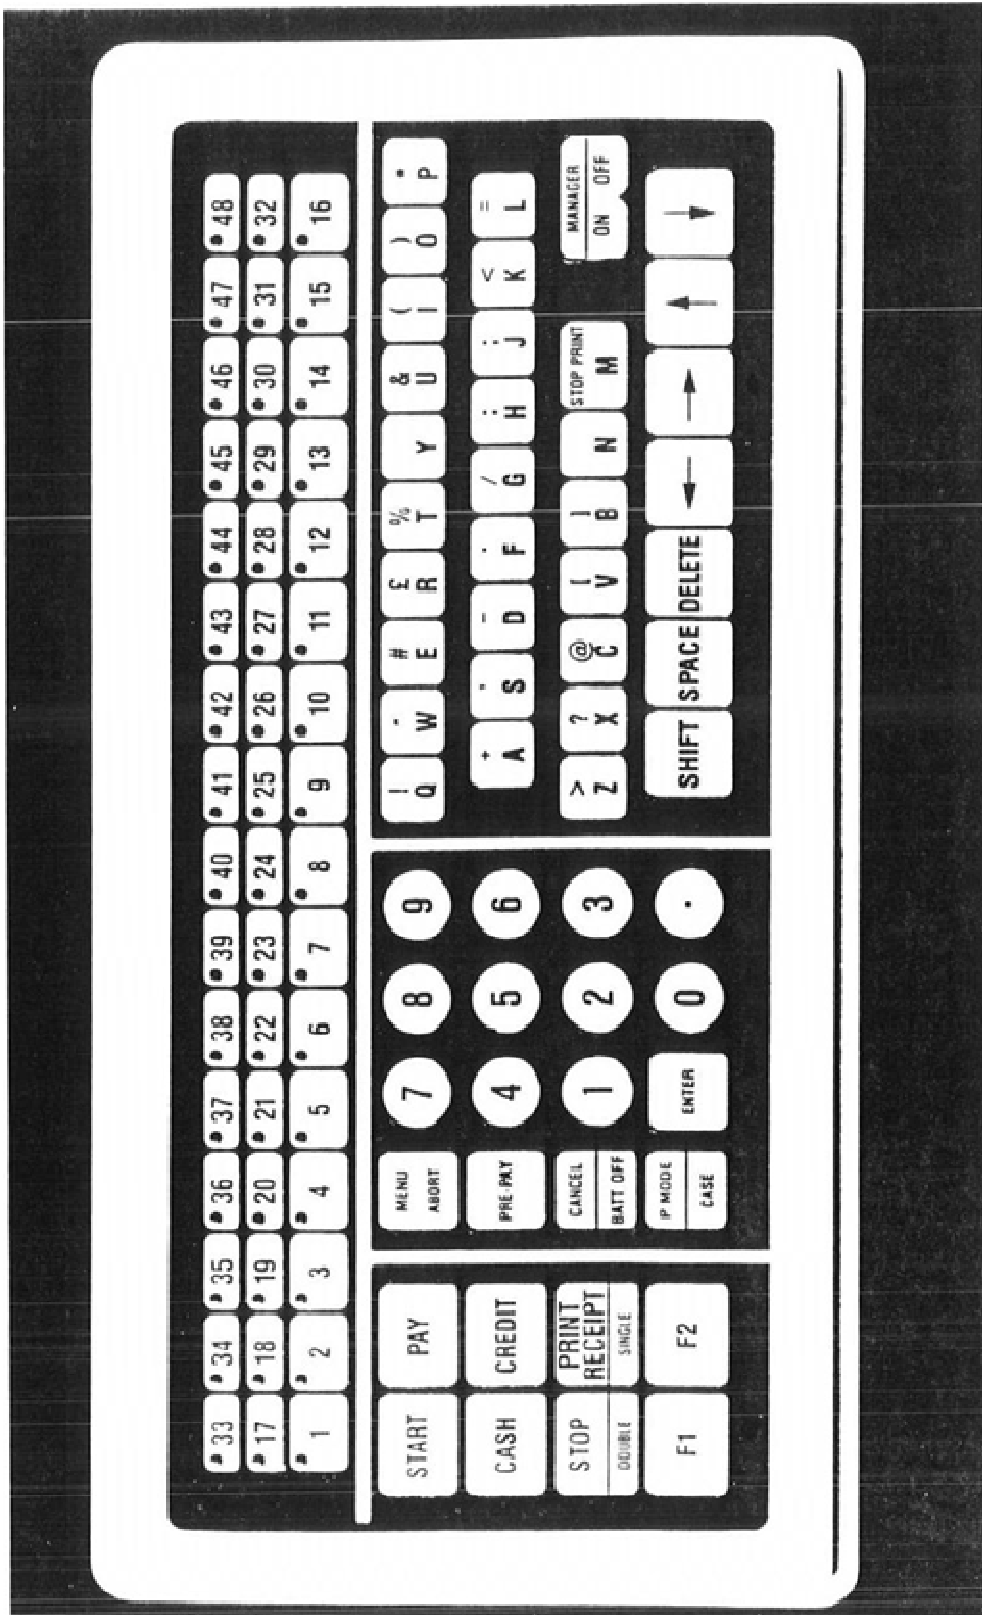 33 34 35 36 37 38 39 40 41 42 43 44 45 46 47 48
17 18 19 20 21 22 23 24 25 26 27 28 29 30 31 32
1 2 3 4 5 6 7 8 9 10 11 12 13 14 15 16
START PAY
CASH CREDIT
STOP PRINT
RECEIPT
DOUBLE SINGLE
F1 F2
MENU
ABORT
7 8 9
PRE-PAY 4 5 6
CANCEL
BATT OFF
1 2 3
IP MODE
CASE
ENTER 0 .
! # £ % & ( ) *
Q W E R T Y U I O P
+ - / : ; < =
A S D F G H J K L
> ? @ STOP PRINT
Z X C V B N M
MANAGER
ON OFF
SHIFT SPACE DELETE ← → ↑ ↓